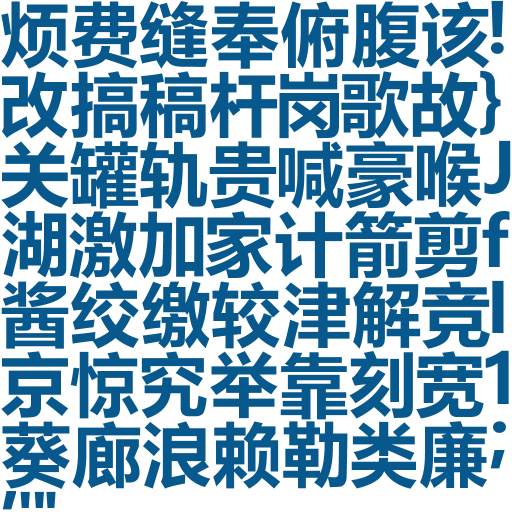 烦费缝奉俯腹该!
改搞稿杆岗歌故}
关罐轨贵喊豪喉J
湖激加家计箭剪f
酱绞缴较津解竞l
京惊究举靠刻宽1
葵廊浪赖勒类廉;